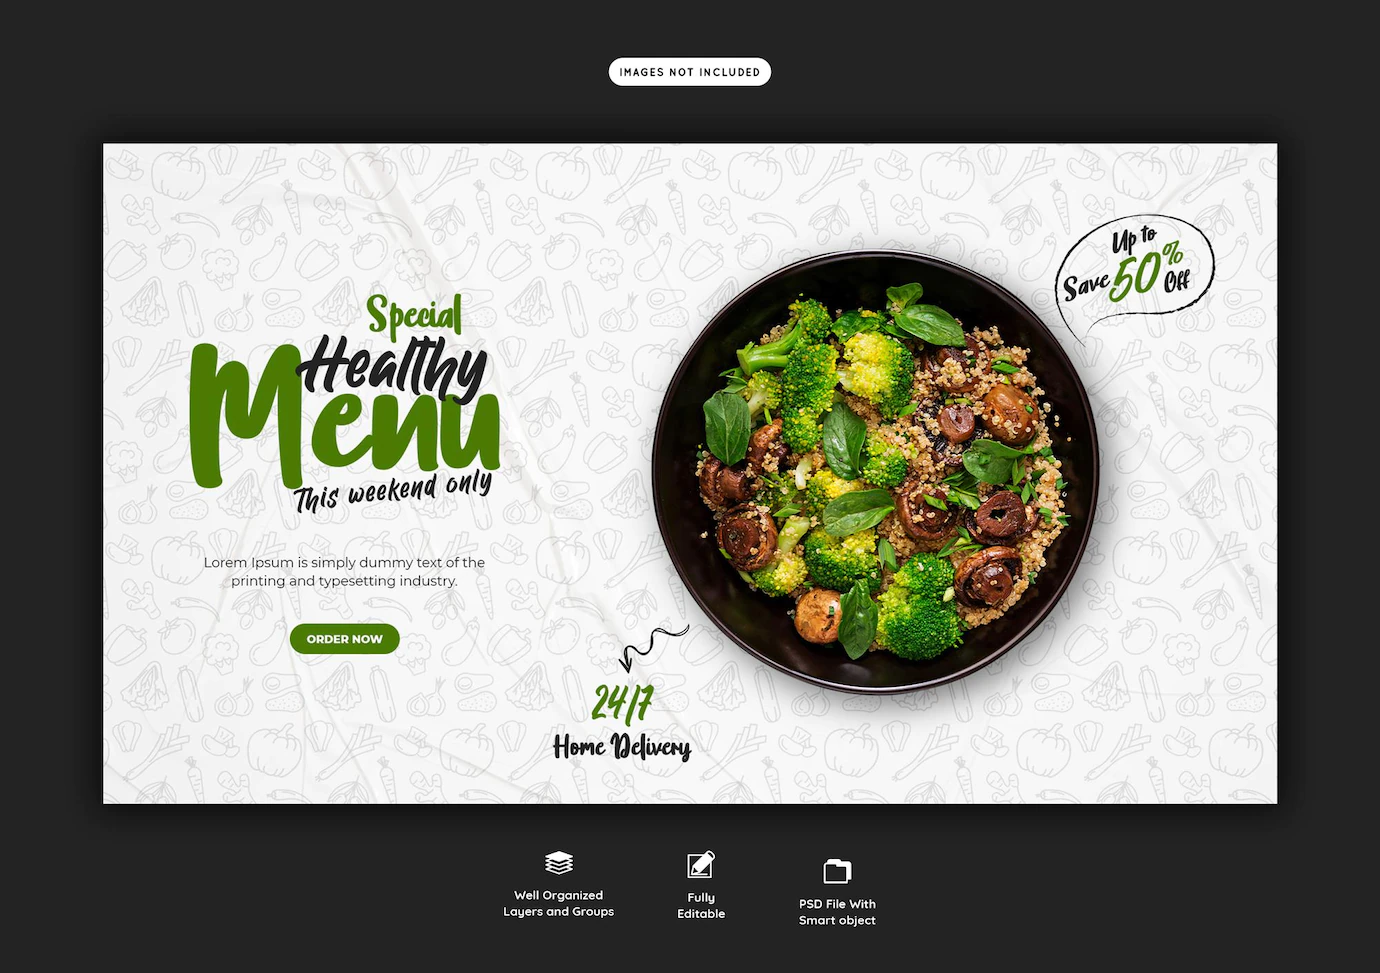 IMAGES NOT INCLUDED
Special
Healthy
Menu
This weekend only
Lorem Ipsum is simply dummy text of the
printing and typesetting industry.
ORDER NOW
Up to
Save 50% Off
24/7
Home Delivery
Well Organized
Layers and Groups
Fully
Editable
PSD File With
Smart object